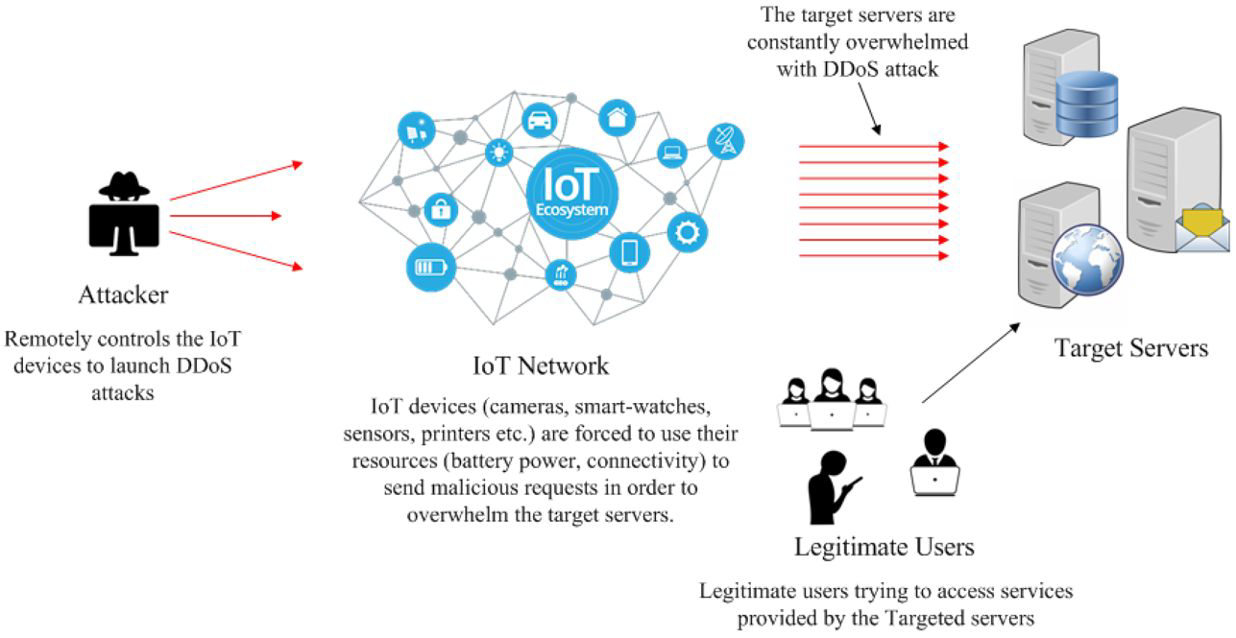 The target servers are
constantly overwhelmed
with DDoS attack
IoT
Ecosystem
Attacker
Remotely controls the IoT
devices to launch DDoS
attacks
IoT Network
IoT devices (cameras, smart-watches,
sensors, printers etc.) are forced to use their
resources (battery power, connectivity) to
send malicious requests in order to
overwhelm the target servers.
Target Servers
Legitimate Users
Legitimate users trying to access services
provided by the Targeted servers